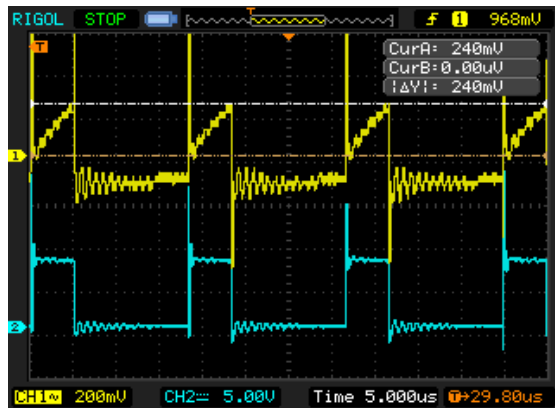 RIGOL STOP T f 1 968mV
T
CurA: 240mV
CurB:0.00uV
|ΔY|: 240mV
1
2
CH1~ 200mV CH2⎓ 5.00V Time 5.000us T→29.80us